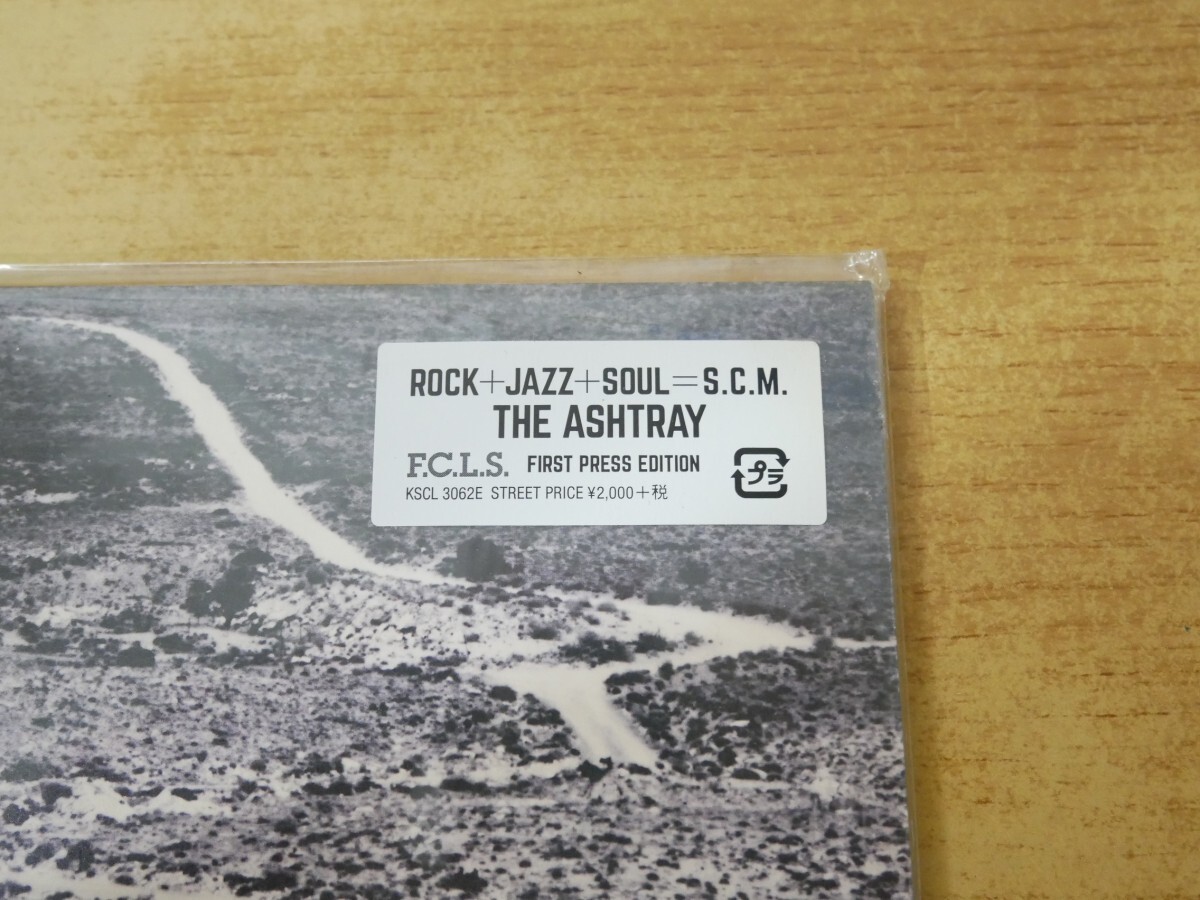 ROCK+JAZZ+SOUL=S.C.M.
THE ASHTRAY
F.C.L.S. FIRST PRESS EDITION
プラ
KSCL 3062E STREET PRICE ¥2,000+税